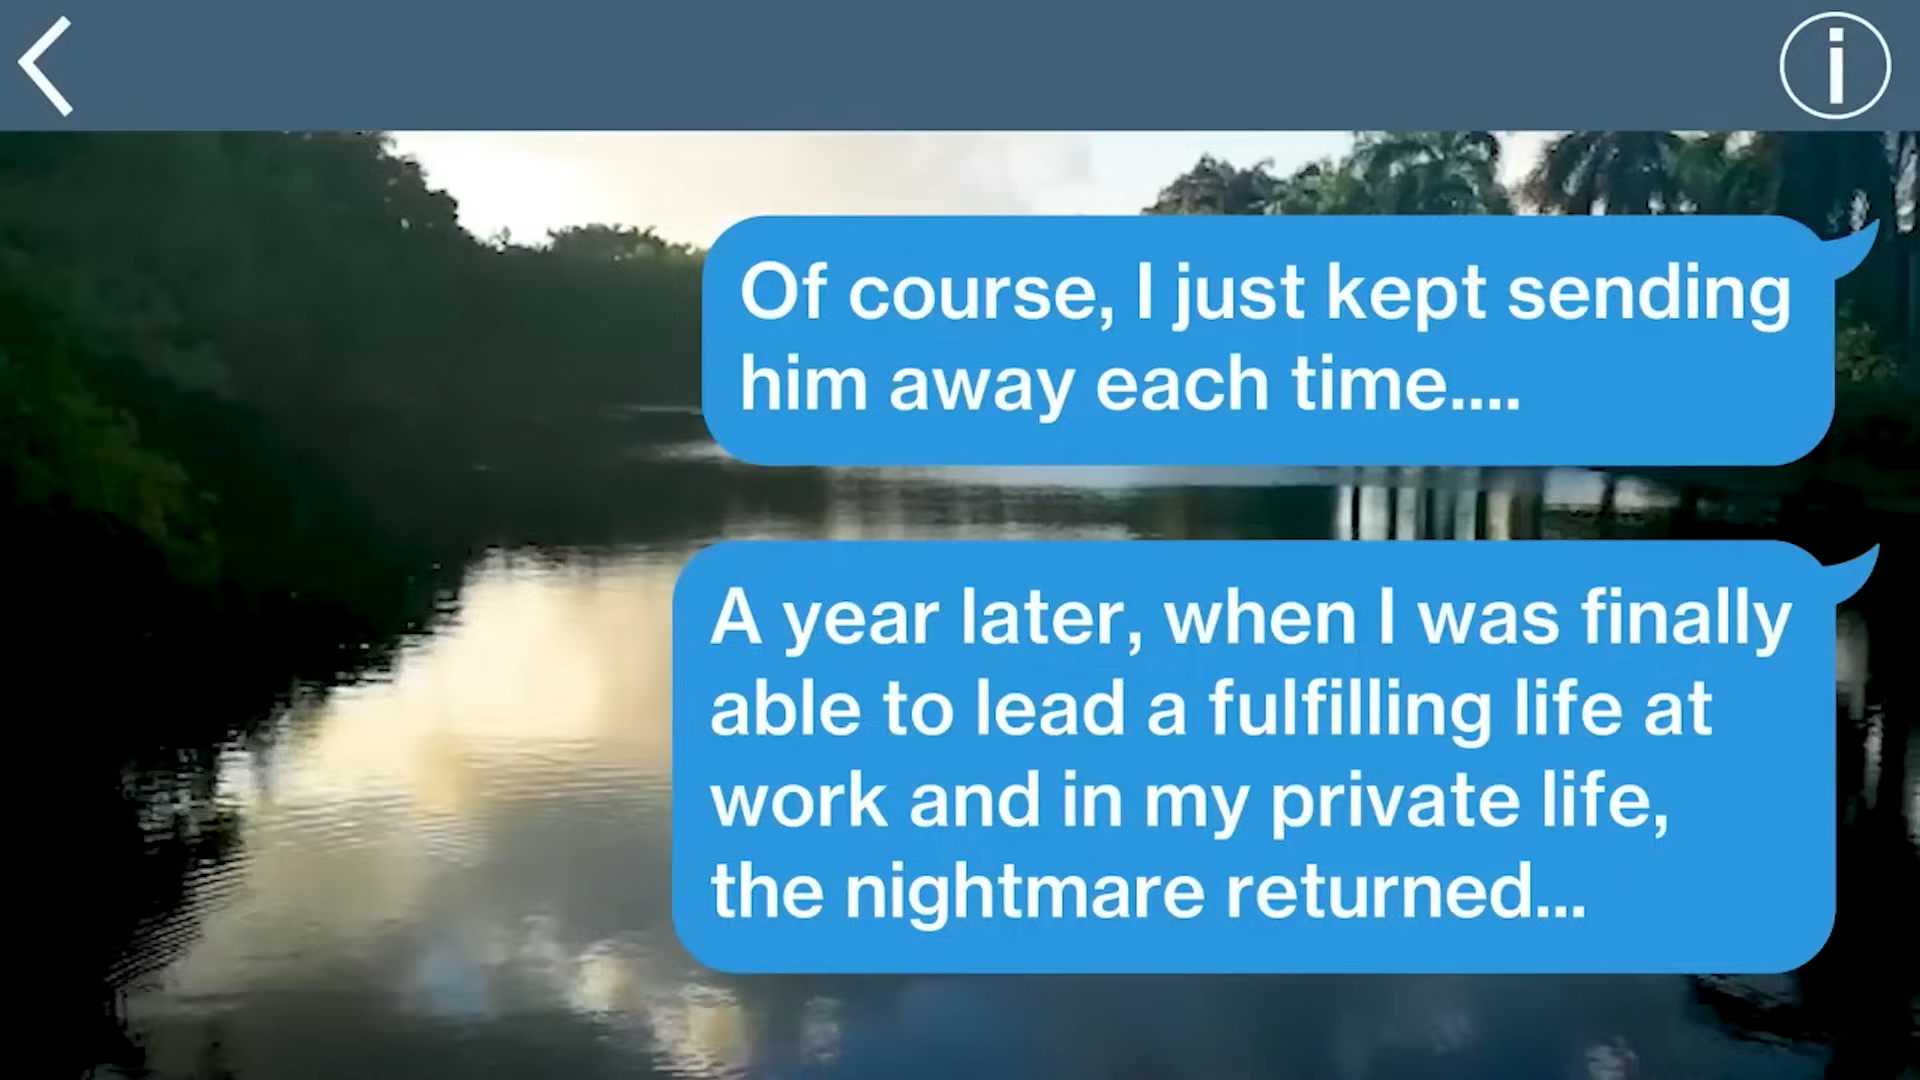 Of course, I just kept sending
him away each time....
A year later, when I was finally
able to lead a fulfilling life at
work and in my private life,
the nightmare returned...